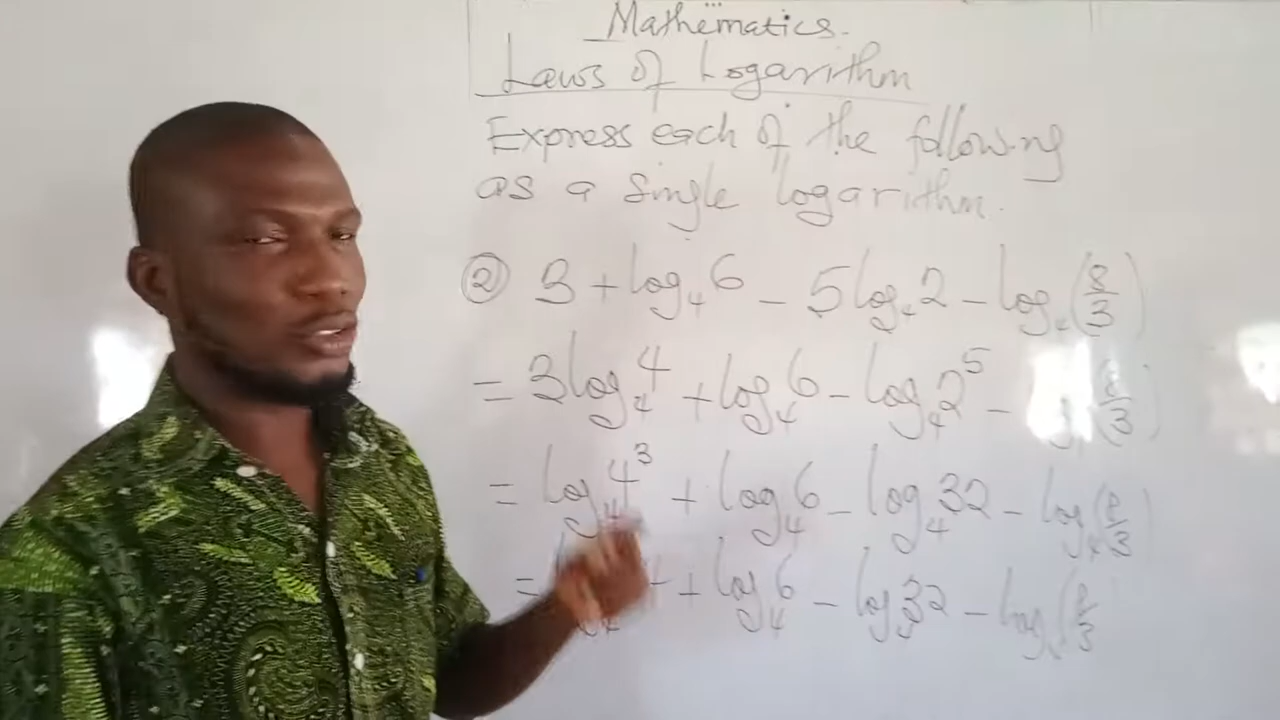 Mathematics.
Laws of Logarithm
Express each of the following
as a single logarithm.
② 3 + log₄6 - 5log₄2 - log₄(8/3)
= 3log₄4 + log₄6 - log₄2⁵ - (8/3)
= log₄4³ + log₄6 - log₄32 - log₄(8/3)
= + log₄6 - log₄32 - log₄(8/3